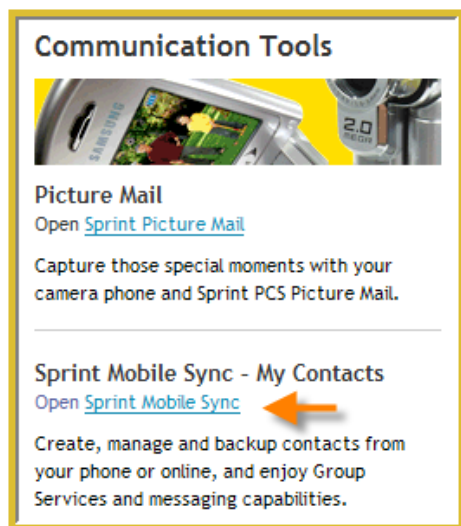 Communication Tools
SAMSUNG
2.0
MEGA
Picture Mail
Open Sprint Picture Mail
Capture those special moments with your
camera phone and Sprint PCS Picture Mail.
Sprint Mobile Sync - My Contacts
Open Sprint Mobile Sync
Create, manage and backup contacts from
your phone or online, and enjoy Group
Services and messaging capabilities.